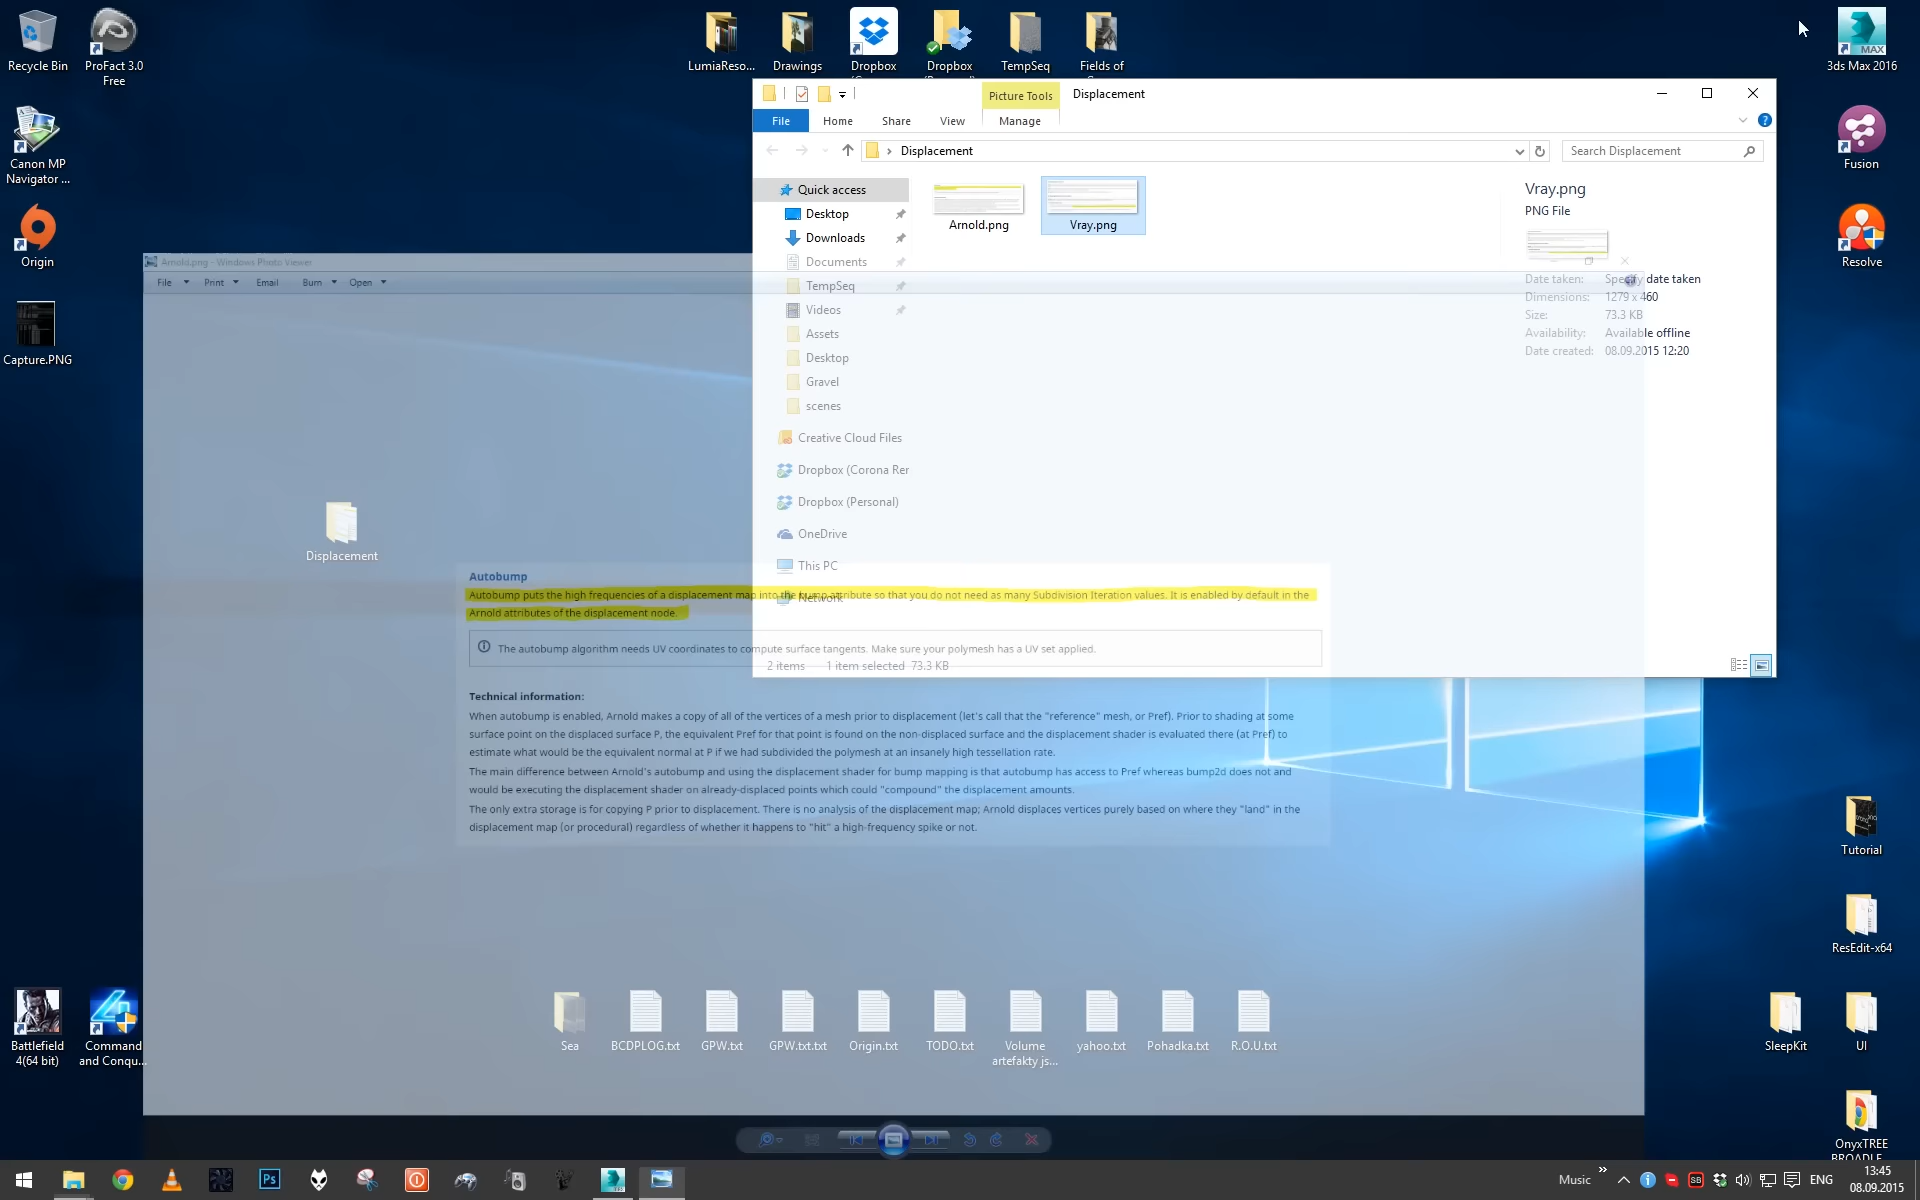 Recycle Bin
ProFact 3.0
Free
LumiaReso...
Drawings
Dropbox
Dropbox
TempSeq
Fields of
MAX
3ds Max 2016
Canon MP
Navigator ...
Origin
Capture.PNG
Fusion
Resolve
Picture Tools
Displacement
File
Home
Share
View
Manage
Displacement
Search Displacement
Quick access
Desktop
Downloads
Documents
TempSeq
Videos
Assets
Desktop
Gravel
scenes
Creative Cloud Files
Dropbox (Corona Rer
Dropbox (Personal)
OneDrive
This PC
Network
Arnold.png
Vray.png
Vray.png
PNG File
Date taken: Specify date taken
Dimensions: 1279 x 460
Size: 73.3 KB
Availability: Available offline
Date created: 08.09.2015 12:20
2 items 1 item selected 73.3 KB
Arnold.png - Windows Photo Viewer
File Print Email Burn Open
Displacement
Autobump
Autobump puts the high frequencies of a displacement map into the bump attribute so that you do not need as many Subdivision Iteration values. It is enabled by default in the
Arnold attributes of the displacement node.
The autobump algorithm needs UV coordinates to compute surface tangents. Make sure your polymesh has a UV set applied.
Technical information:
When autobump is enabled, Arnold makes a copy of all of the vertices of a mesh prior to displacement (let's call that the "reference" mesh, or Pref). Prior to shading at some
surface point on the displaced surface P, the equivalent Pref for that point is found on the non-displaced surface and the displacement shader is evaluated there (at Pref) to
estimate what would be the equivalent normal at P if we had subdivided the polymesh at an insanely high tessellation rate.
The main difference between Arnold's autobump and using the displacement shader for bump mapping is that autobump has access to Pref whereas bump2d does not and
would be executing the displacement shader on already-displaced points which could "compound" the displacement amounts.
The only extra storage is for copying P prior to displacement. There is no analysis of the displacement map; Arnold displaces vertices purely based on where they "land" in the
displacement map (or procedural) regardless of whether it happens to "hit" a high-frequency spike or not.
Tutorial
ResEdit-x64
Battlefield
4(64 bit)
Command
and Conqu...
Sea
BCDPLOG.txt
GPW.txt
GPW.txt.txt
Origin.txt
TODO.txt
Volume
artefakty js...
yahoo.txt
Pohadka.txt
R.O.U.txt
SleepKit
UI
OnyxTREE
BROADLE...
Ps
Music
SB
ENG
13:45
08.09.2015